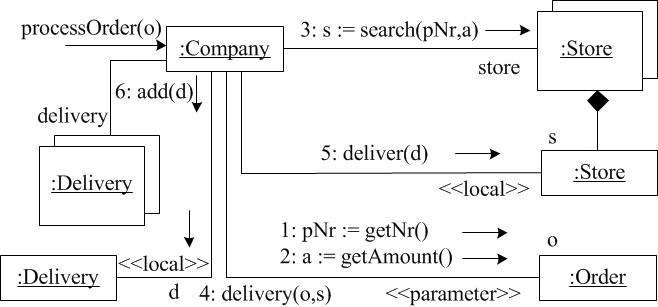 processOrder(o)
:Company
3: s := search(pNr,a)
:Store
store
6: add(d)
delivery
:Delivery
s
5: deliver(d)
:Store
<<local>>
1: pNr := getNr()
2: a := getAmount()
o
:Delivery
<<local>>
:Order
d
4: delivery(o,s)
<<parameter>>